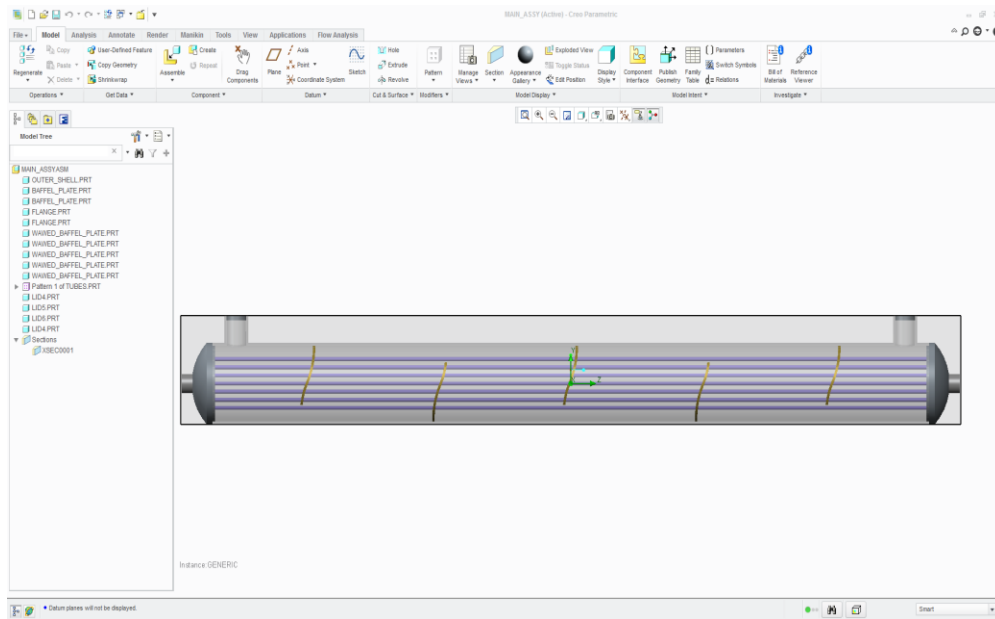 MAIN_ASSY (Active) - Creo Parametric
File Model Analysis Annotate Render Manikin Tools View Applications Flow Analysis
Regenerate
Copy
Paste
Delete
User-Defined Feature
Copy Geometry
Shrinkwrap
Assemble
Create
Repeat
Drag
Components
Plane
Axis
Point
Coordinate System
Sketch
Hole
Extrude
Revolve
Pattern
Manage
Views
Section
Appearance
Gallery
Exploded View
Toggle Status
Edit Position
Display
Style
Component
Interface
Publish
Geometry
Family
Table
Parameters
Switch Symbols
d= Relations
Bill of
Materials
Reference
Viewer
Operations Get Data Component Datum Cut & Surface Modifiers Model Display Model Intent Investigate
Model Tree
MAIN_ASSY.ASM
OUTER_SHELL.PRT
BAFFEL_PLATE.PRT
BAFFEL_PLATE.PRT
FLANGE.PRT
FLANGE.PRT
WAWED_BAFFEL_PLATE.PRT
WAWED_BAFFEL_PLATE.PRT
WAWED_BAFFEL_PLATE.PRT
WAWED_BAFFEL_PLATE.PRT
WAWED_BAFFEL_PLATE.PRT
Pattern 1 of TUBES.PRT
LID4.PRT
LID5.PRT
LID6.PRT
LID4.PRT
Sections
XSEC0001
Y
Z
Instance:GENERIC
Datum planes will not be displayed.
Smart